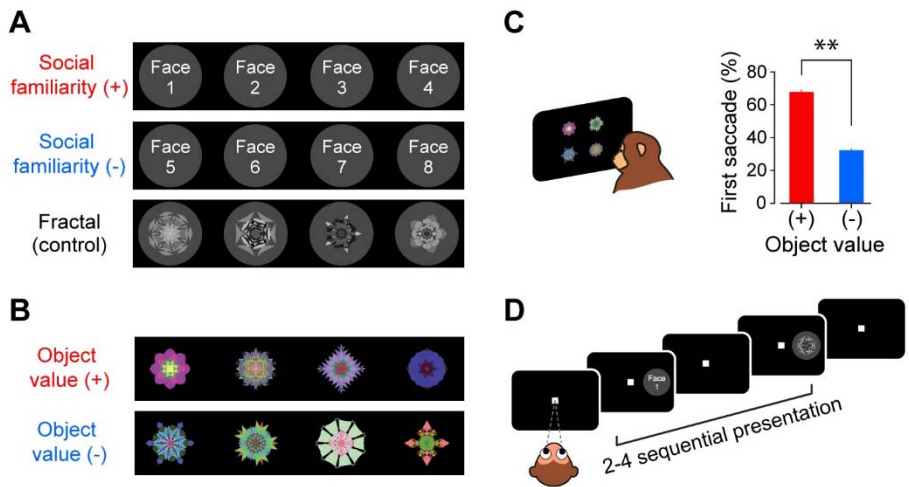 A
Social
familiarity (+)
Face
1
Face
2
Face
3
Face
4
Social
familiarity (-)
Face
5
Face
6
Face
7
Face
8
Fractal
(control)
B
Object
value (+)
Object
value (-)
C
First saccade (%)
80
60
40
20
0
**
(+)
(-)
Object value
D
Face
1
2-4 sequential presentation